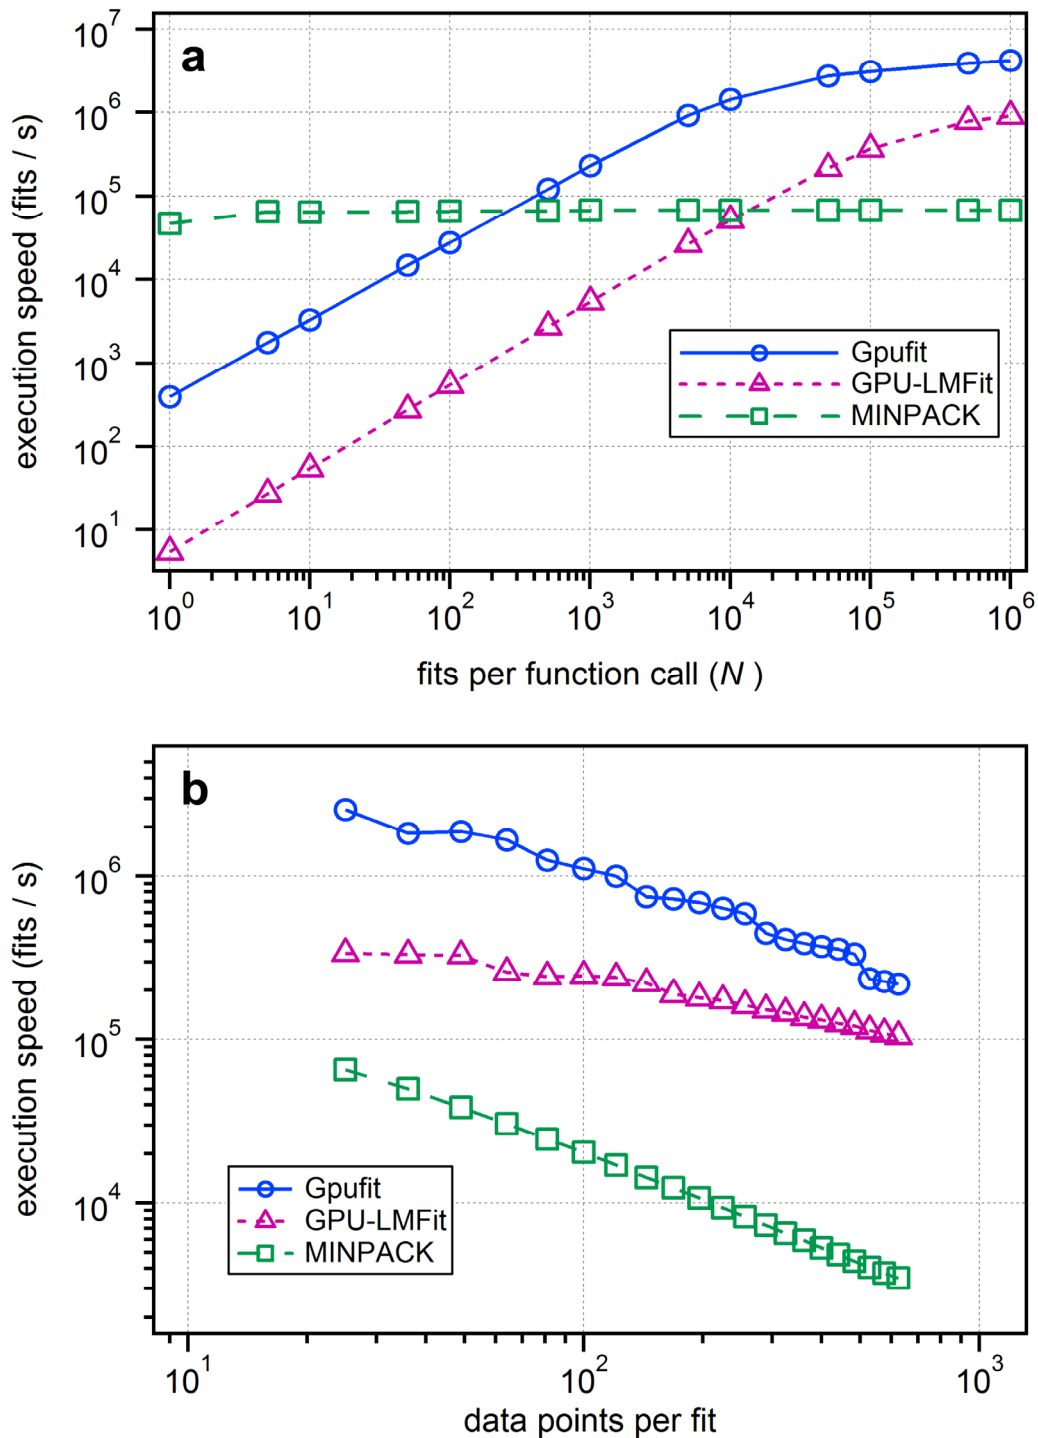 a
execution speed (fits / s)
10^7
10^6
10^5
10^4
10^3
10^2
10^1
Gpufit
GPU-LMFit
MINPACK
10^0 10^1 10^2 10^3 10^4 10^5 10^6
fits per function call (N )
b
execution speed (fits / s)
10^6
10^5
10^4
Gpufit
GPU-LMFit
MINPACK
10^1 10^2 10^3
data points per fit